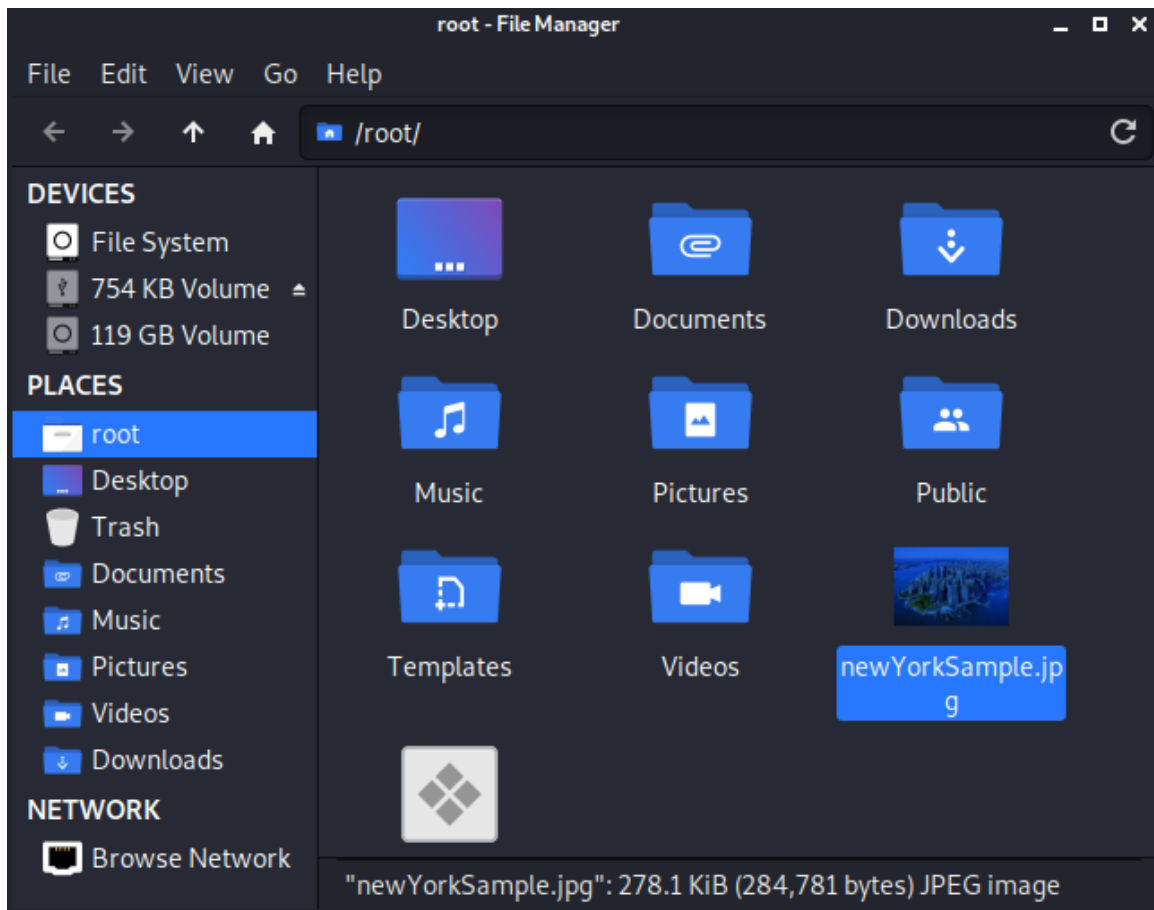 root - File Manager
File Edit View Go Help
/root/
DEVICES
File System
754 KB Volume
119 GB Volume
PLACES
root
Desktop
Trash
Documents
Music
Pictures
Videos
Downloads
NETWORK
Browse Network
Desktop Documents Downloads
Music Pictures Public
Templates Videos newYorkSample.jp
g
"newYorkSample.jpg": 278.1 KiB (284,781 bytes) JPEG image